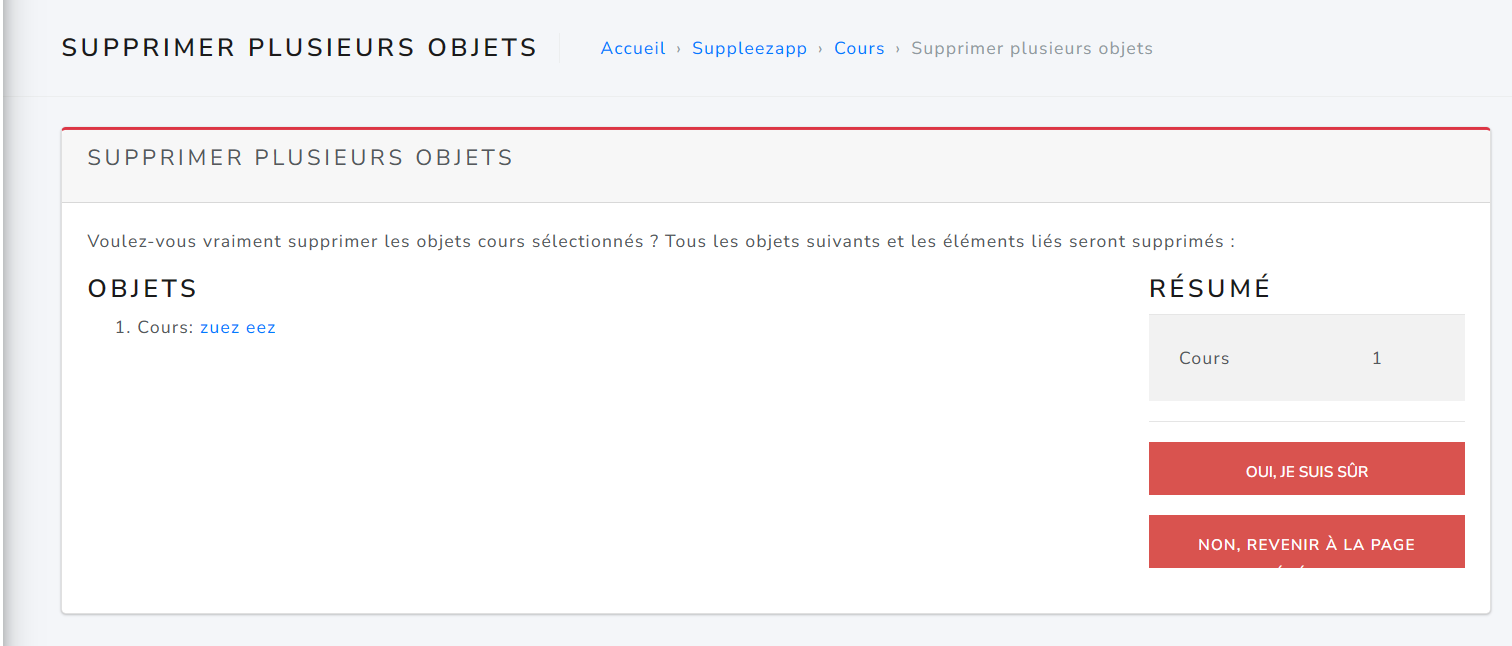 SUPPRIMER PLUSIEURS OBJETS
Accueil › Suppleezapp › Cours › Supprimer plusieurs objets
SUPPRIMER PLUSIEURS OBJETS
Voulez-vous vraiment supprimer les objets cours sélectionnés ? Tous les objets suivants et les éléments liés seront supprimés :
OBJETS
1. Cours: zuez eez
RÉSUMÉ
Cours 1
OUI, JE SUIS SÛR
NON, REVENIR À LA PAGE